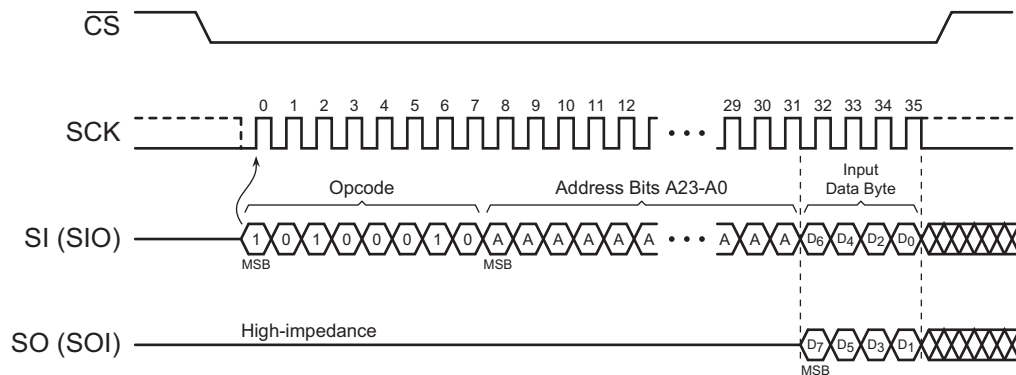 CS
0 1 2 3 4 5 6 7 8 9 10 11 12 29 30 31 32 33 34 35
SCK
Opcode
Address Bits A23-A0
Input
Data Byte
SI (SIO)
1 0 1 0 0 0 1 0 A A A A A A • • • A A A D6 D4 D2 D0
MSB MSB
High-impedance
SO (SOI)
D7 D5 D3 D1
MSB